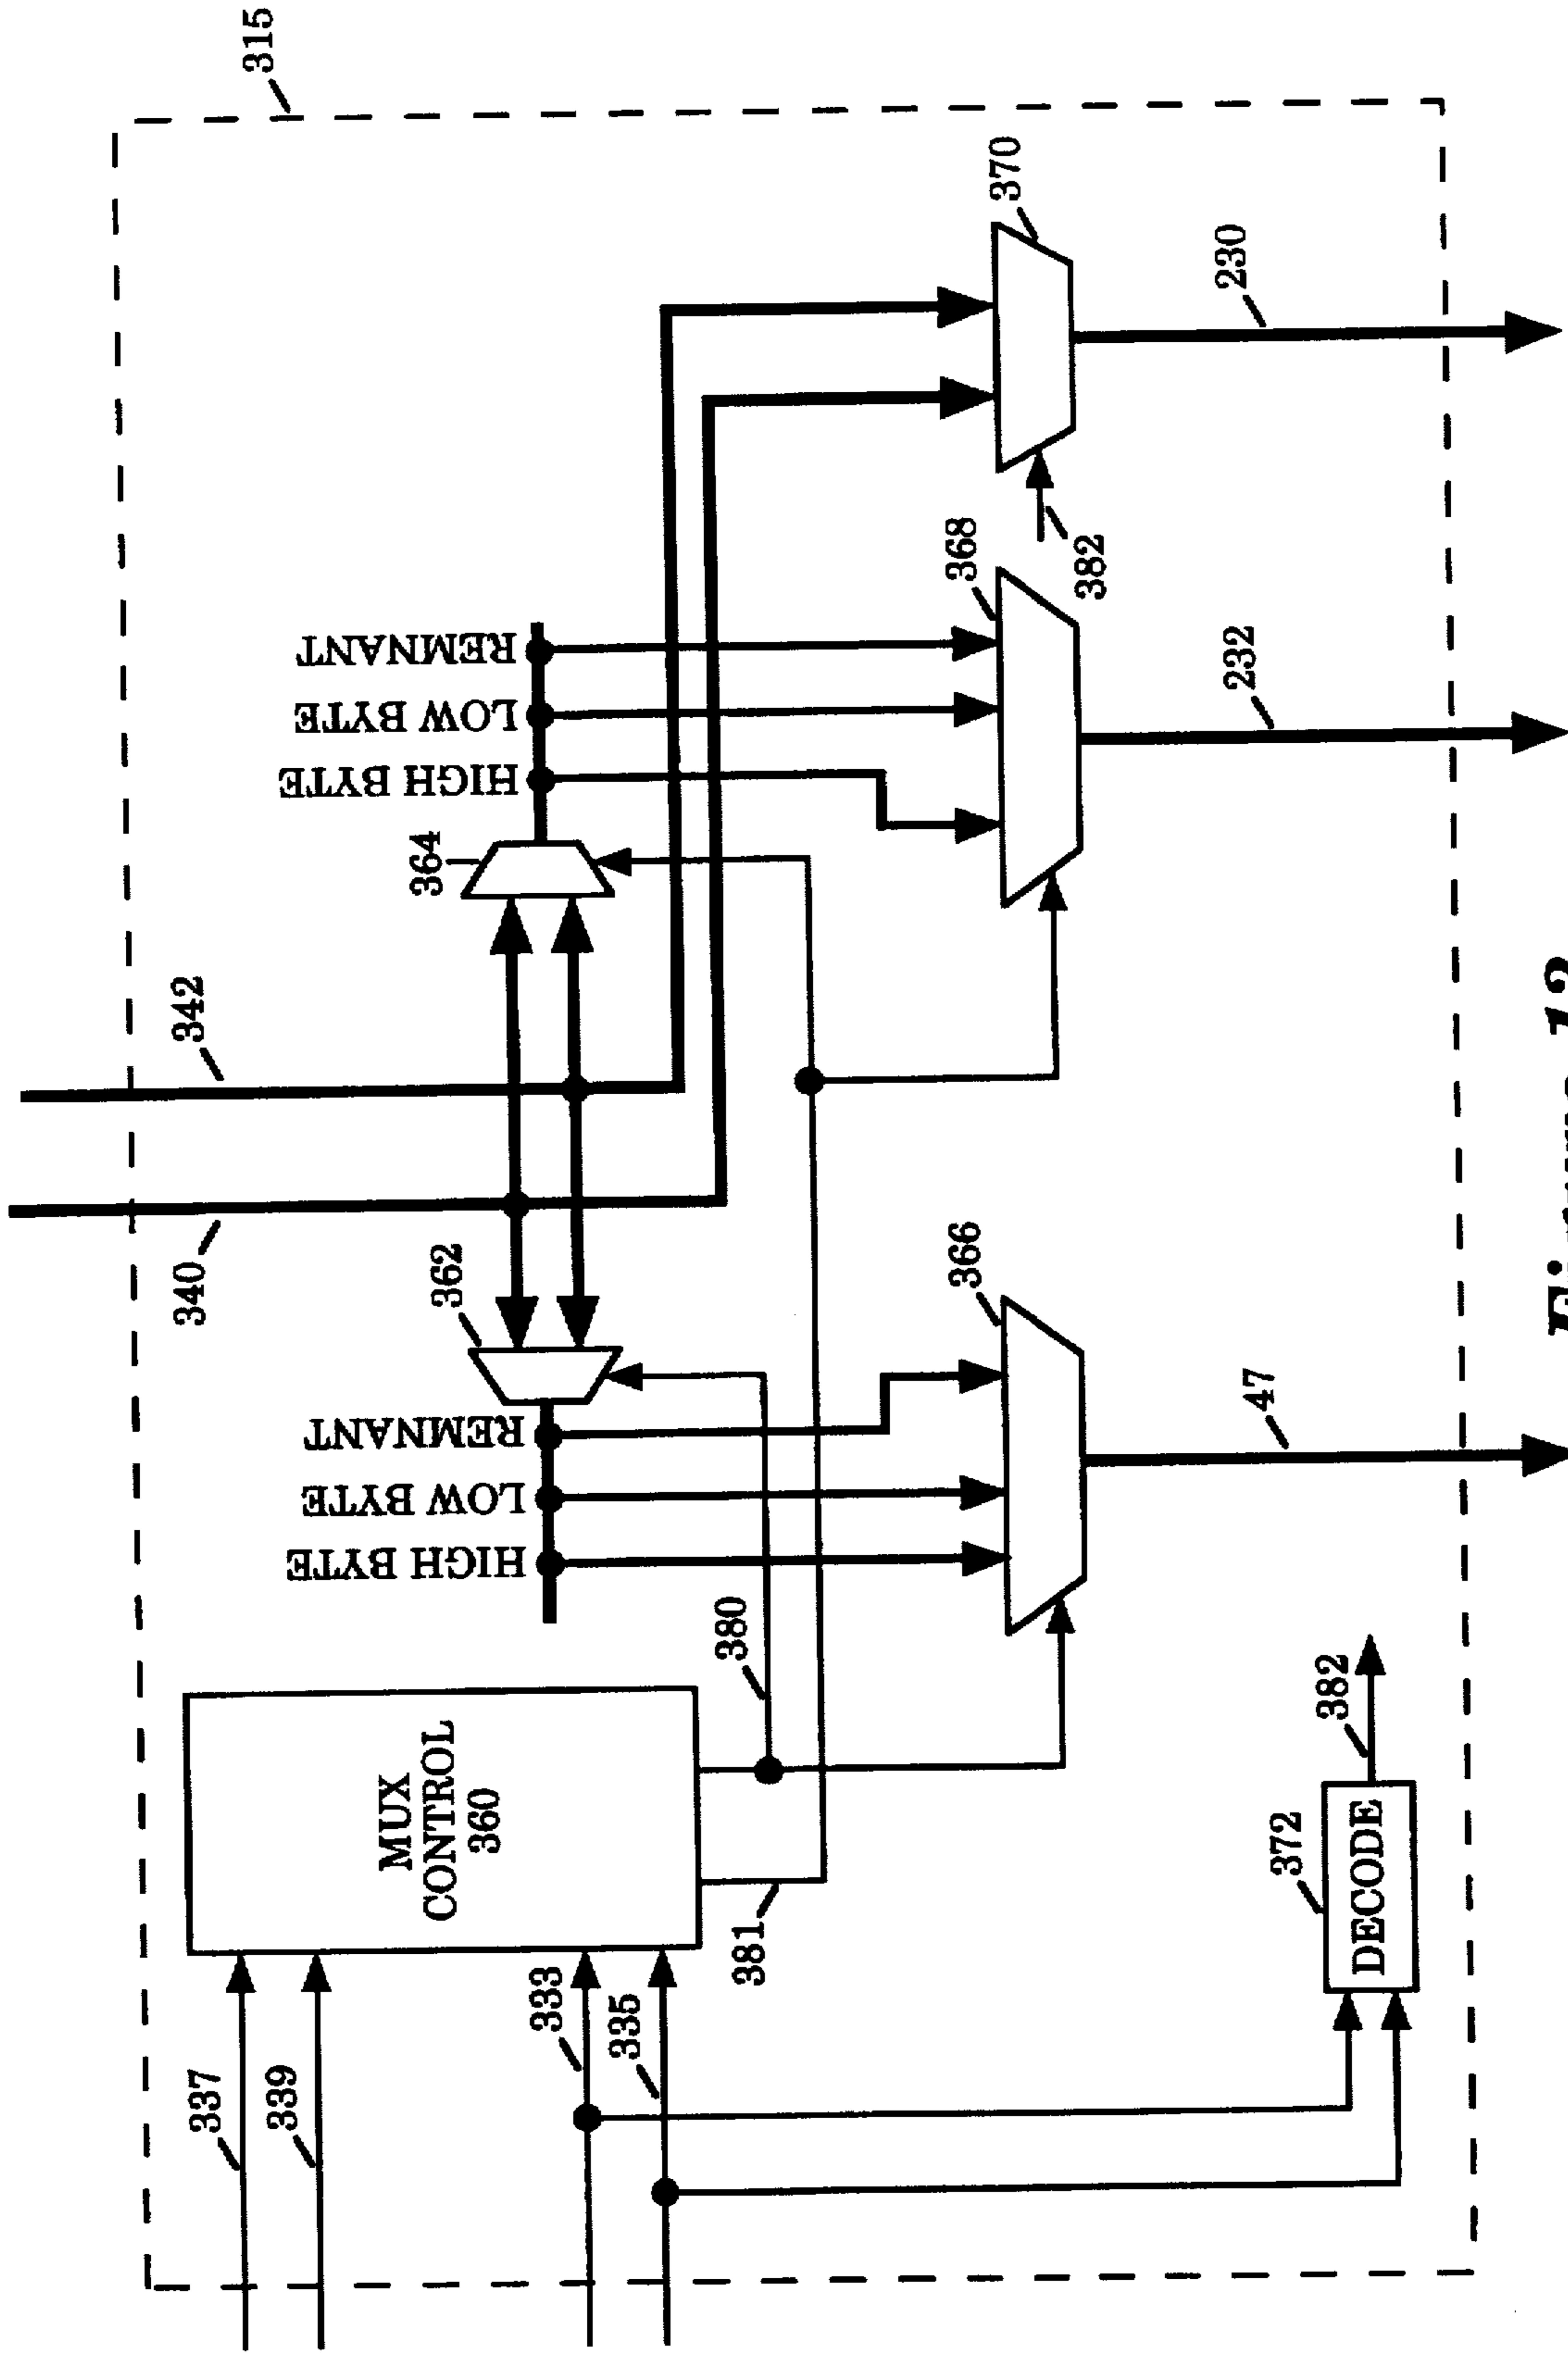 315
342
340
364
362
HIGH BYTE
LOW BYTE
REMNANT
HIGH BYTE
LOW BYTE
REMNANT
MUX
CONTROL
360
337
339
333
335
381
380
366
368
370
382
372
DECODE
382
47
232
230